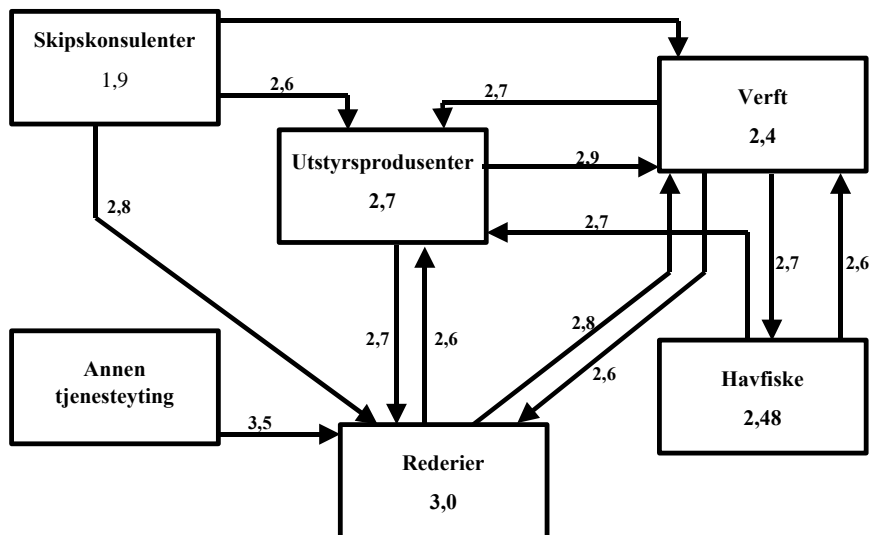 Skipskonsulenter
1,9
2,6
2,7
Verft
2,4
Utstyrsprodusenter
2,7
2,9
2,8
2,7
2,7
2,6
2,7
2,6
2,8
2,6
Annen
tjenesteyting
3,5
Havfiske
2,48
Rederier
3,0